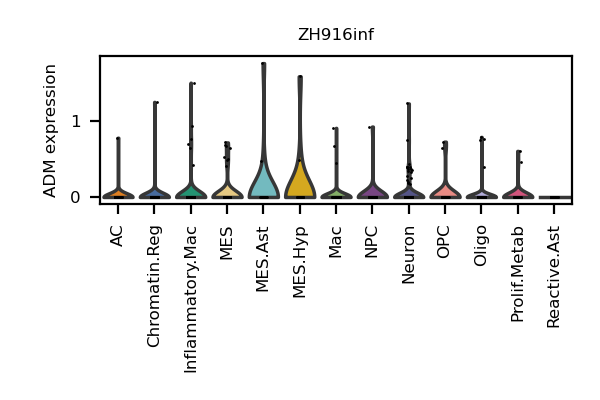 ZH916inf
ADM expression
1
0
AC
Chromatin.Reg
Inflammatory.Mac
MES
MES.Ast
MES.Hyp
Mac
NPC
Neuron
OPC
Oligo
Prolif.Metab
Reactive.Ast